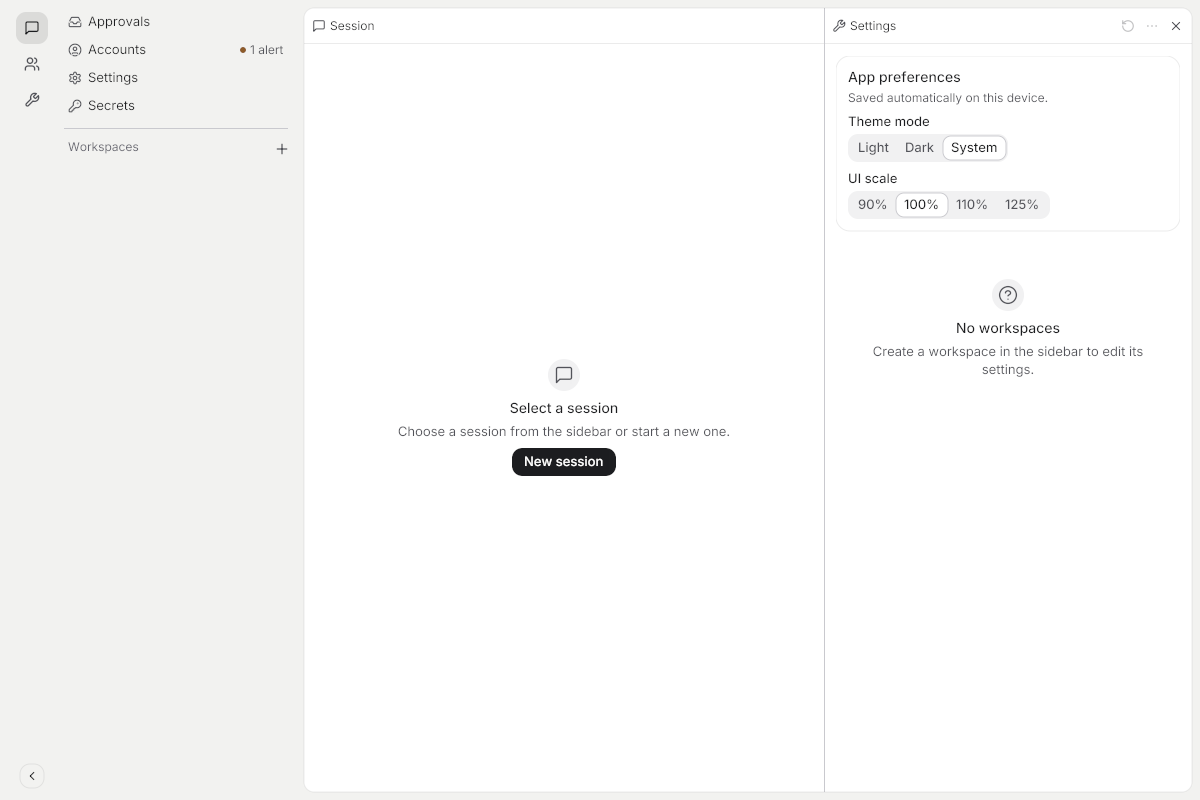 Approvals
Accounts
1 alert
Settings
Secrets
Workspaces
Session
Select a session
Choose a session from the sidebar or start a new one.
New session
Settings
App preferences
Saved automatically on this device.
Theme mode
Light Dark System
UI scale
90% 100% 110% 125%
No workspaces
Create a workspace in the sidebar to edit its
settings.